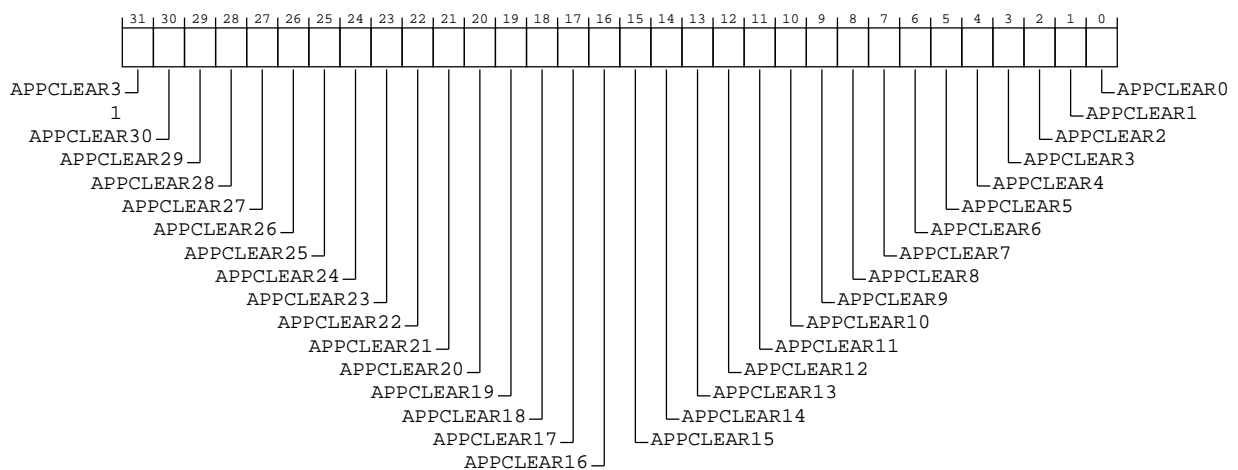 31 30 29 28 27 26 25 24 23 22 21 20 19 18 17 16 15 14 13 12 11 10 9 8 7 6 5 4 3 2 1 0
APPCLEAR3 APPCLEAR0
1 APPCLEAR1
APPCLEAR30 APPCLEAR2
APPCLEAR29 APPCLEAR3
APPCLEAR28 APPCLEAR4
APPCLEAR27 APPCLEAR5
APPCLEAR26 APPCLEAR6
APPCLEAR25 APPCLEAR7
APPCLEAR24 APPCLEAR8
APPCLEAR23 APPCLEAR9
APPCLEAR22 APPCLEAR10
APPCLEAR21 APPCLEAR11
APPCLEAR20 APPCLEAR12
APPCLEAR19 APPCLEAR13
APPCLEAR18 APPCLEAR14
APPCLEAR17 APPCLEAR15
APPCLEAR16